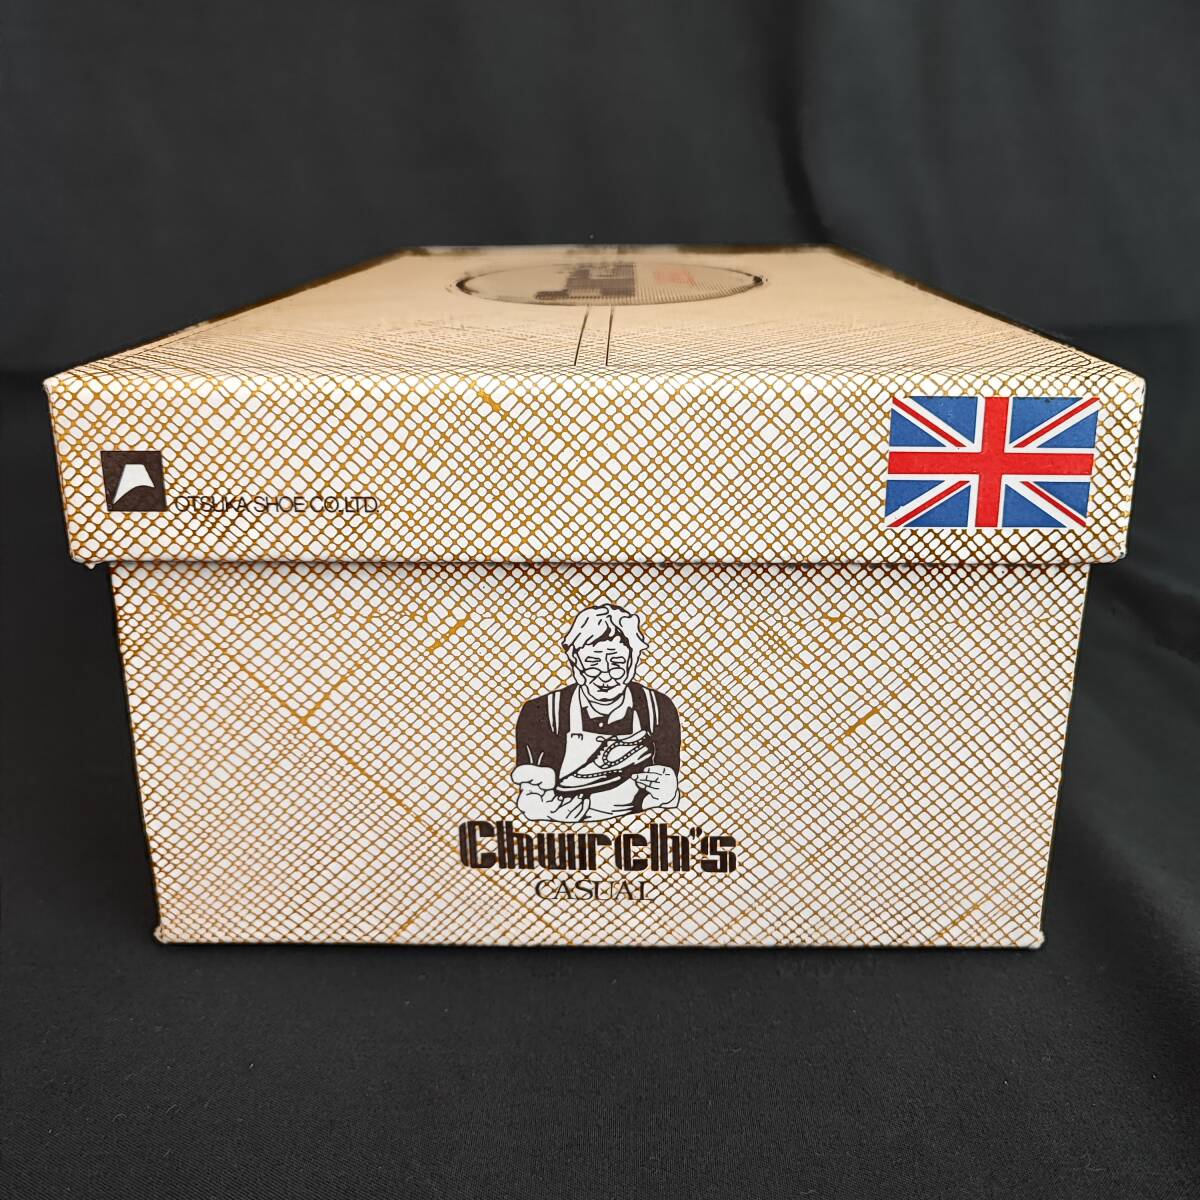 OTSUKA SHOE CO.,LTD.
Church's
CASUAL